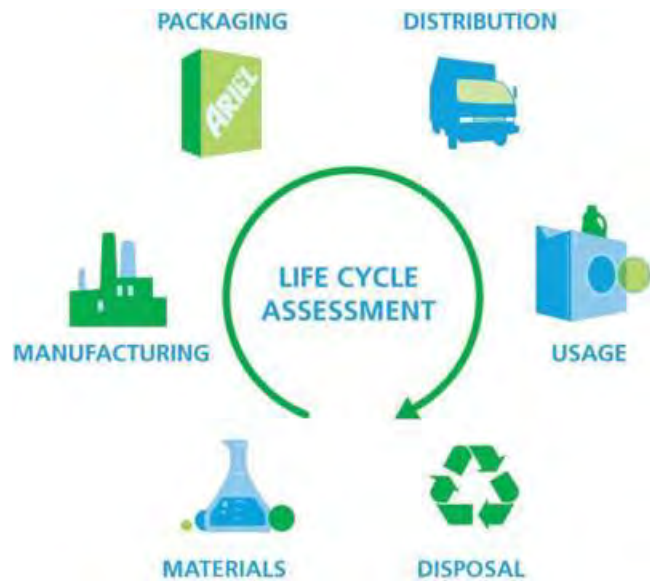 PACKAGING
DISTRIBUTION
ARIEL
LIFE CYCLE
ASSESSMENT
MANUFACTURING
USAGE
MATERIALS
DISPOSAL